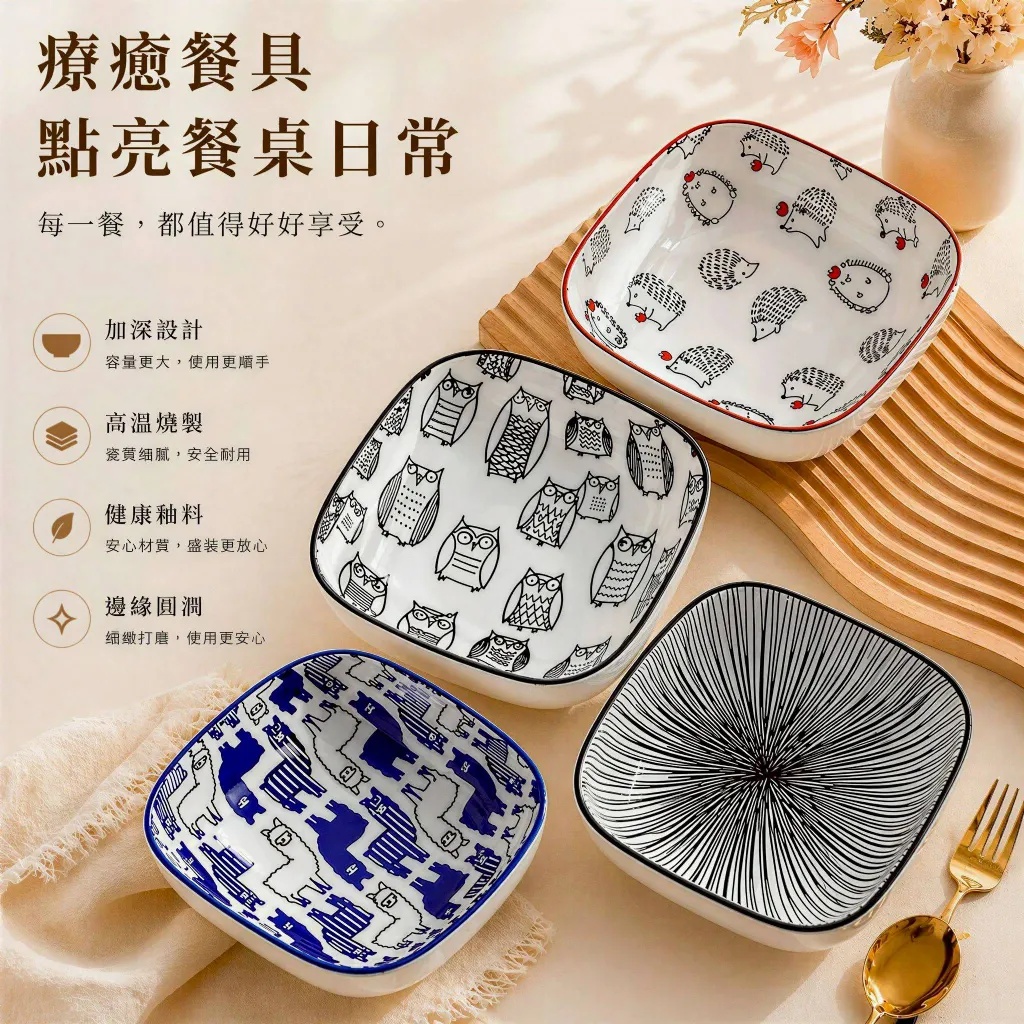 療癒餐具
點亮餐桌日常
每一餐，都值得好好享受。
加深設計
容量更大，使用更順手
高溫燒製
瓷質細膩，安全耐用
健康釉料
安心材質，盛裝更放心
邊緣圓潤
細緻打磨，使用更安心